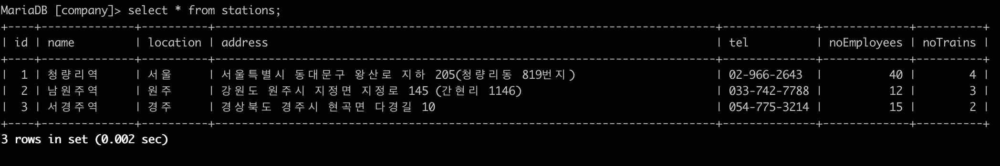 MariaDB [company]> select * from stations;
+----+--------------+----------+---------------------------------------------------------------------------+--------------+-------------+----------+
| id | name         | location | address                                                                   | tel          | noEmployees | noTrains |
+----+--------------+----------+---------------------------------------------------------------------------+--------------+-------------+----------+
|  1 | 청량리역      | 서울      | 서울특별시 동대문구 왕산로 지하 205(청량리동 819번지)                      | 02-966-2643  |          40 |        4 |
|  2 | 남원주역      | 원주      | 강원도 원주시 지정면 지정로 145 (간현리 1146)                              | 033-742-7788 |          12 |        3 |
|  3 | 서경주역      | 경주      | 경상북도 경주시 현곡면 다경길 10                                           | 054-775-3214 |          15 |        2 |
+----+--------------+----------+---------------------------------------------------------------------------+--------------+-------------+----------+
3 rows in set (0.002 sec)